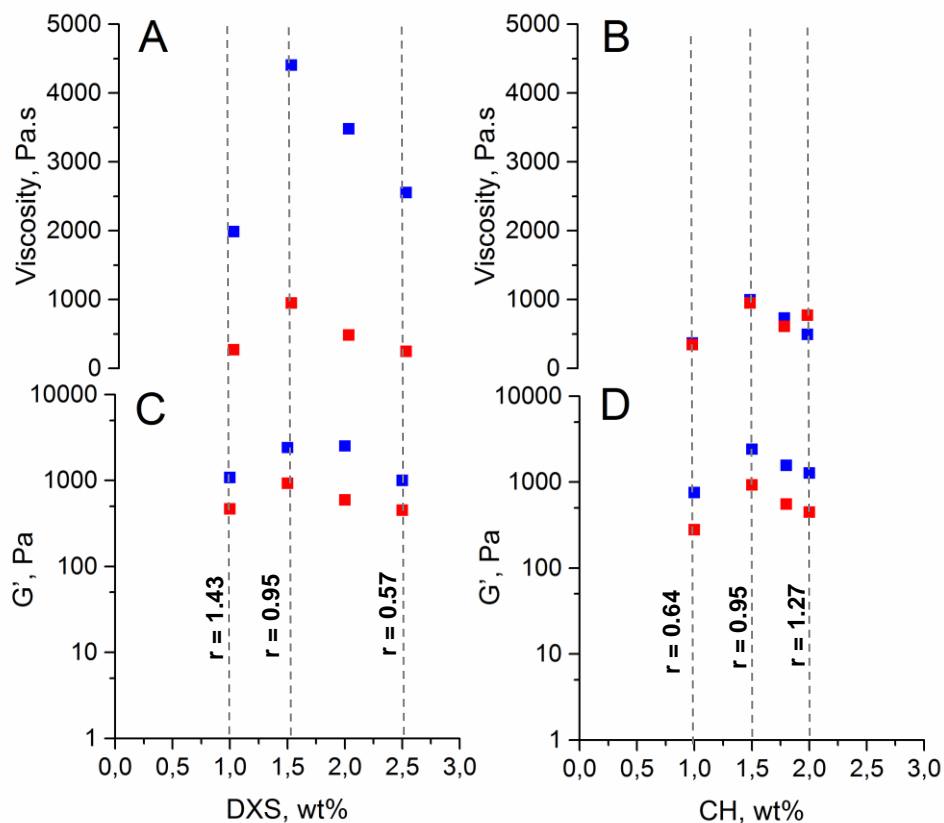 A
5000
4000
3000
2000
1000
0
Viscosity, Pa.s
B
5000
4000
3000
2000
1000
0
Viscosity, Pa.s
C
10000
1000
100
10
1
G', Pa
r = 1.43
r = 0.95
r = 0.57
0,0 0,5 1,0 1,5 2,0 2,5 3,0
DXS, wt%
D
10000
1000
100
10
1
G', Pa
r = 0.64
r = 0.95
r = 1.27
0,0 0,5 1,0 1,5 2,0 2,5 3,0
CH, wt%